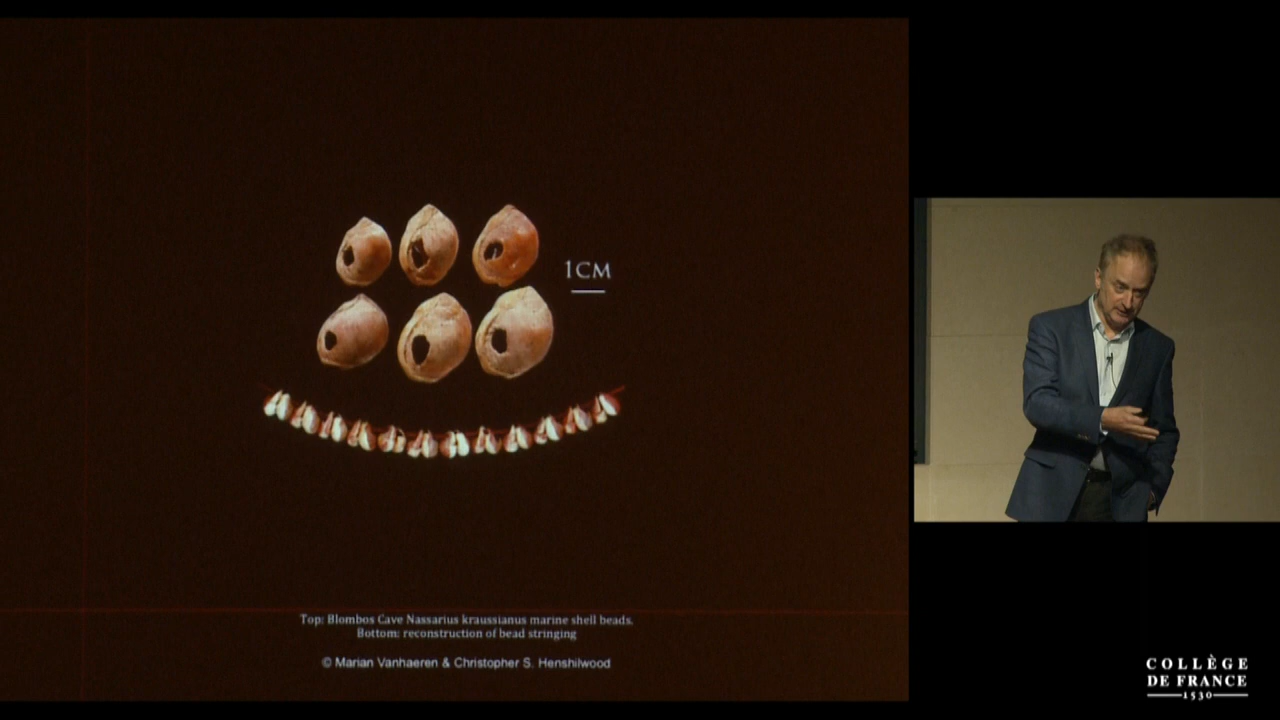 1CM
Top: Blombos Cave Nassarius kraussianus marine shell beads.
Bottom: reconstruction of bead stringing
© Marian Vanhaeren & Christopher S. Henshilwood
COLLÈGE
DE FRANCE
1530